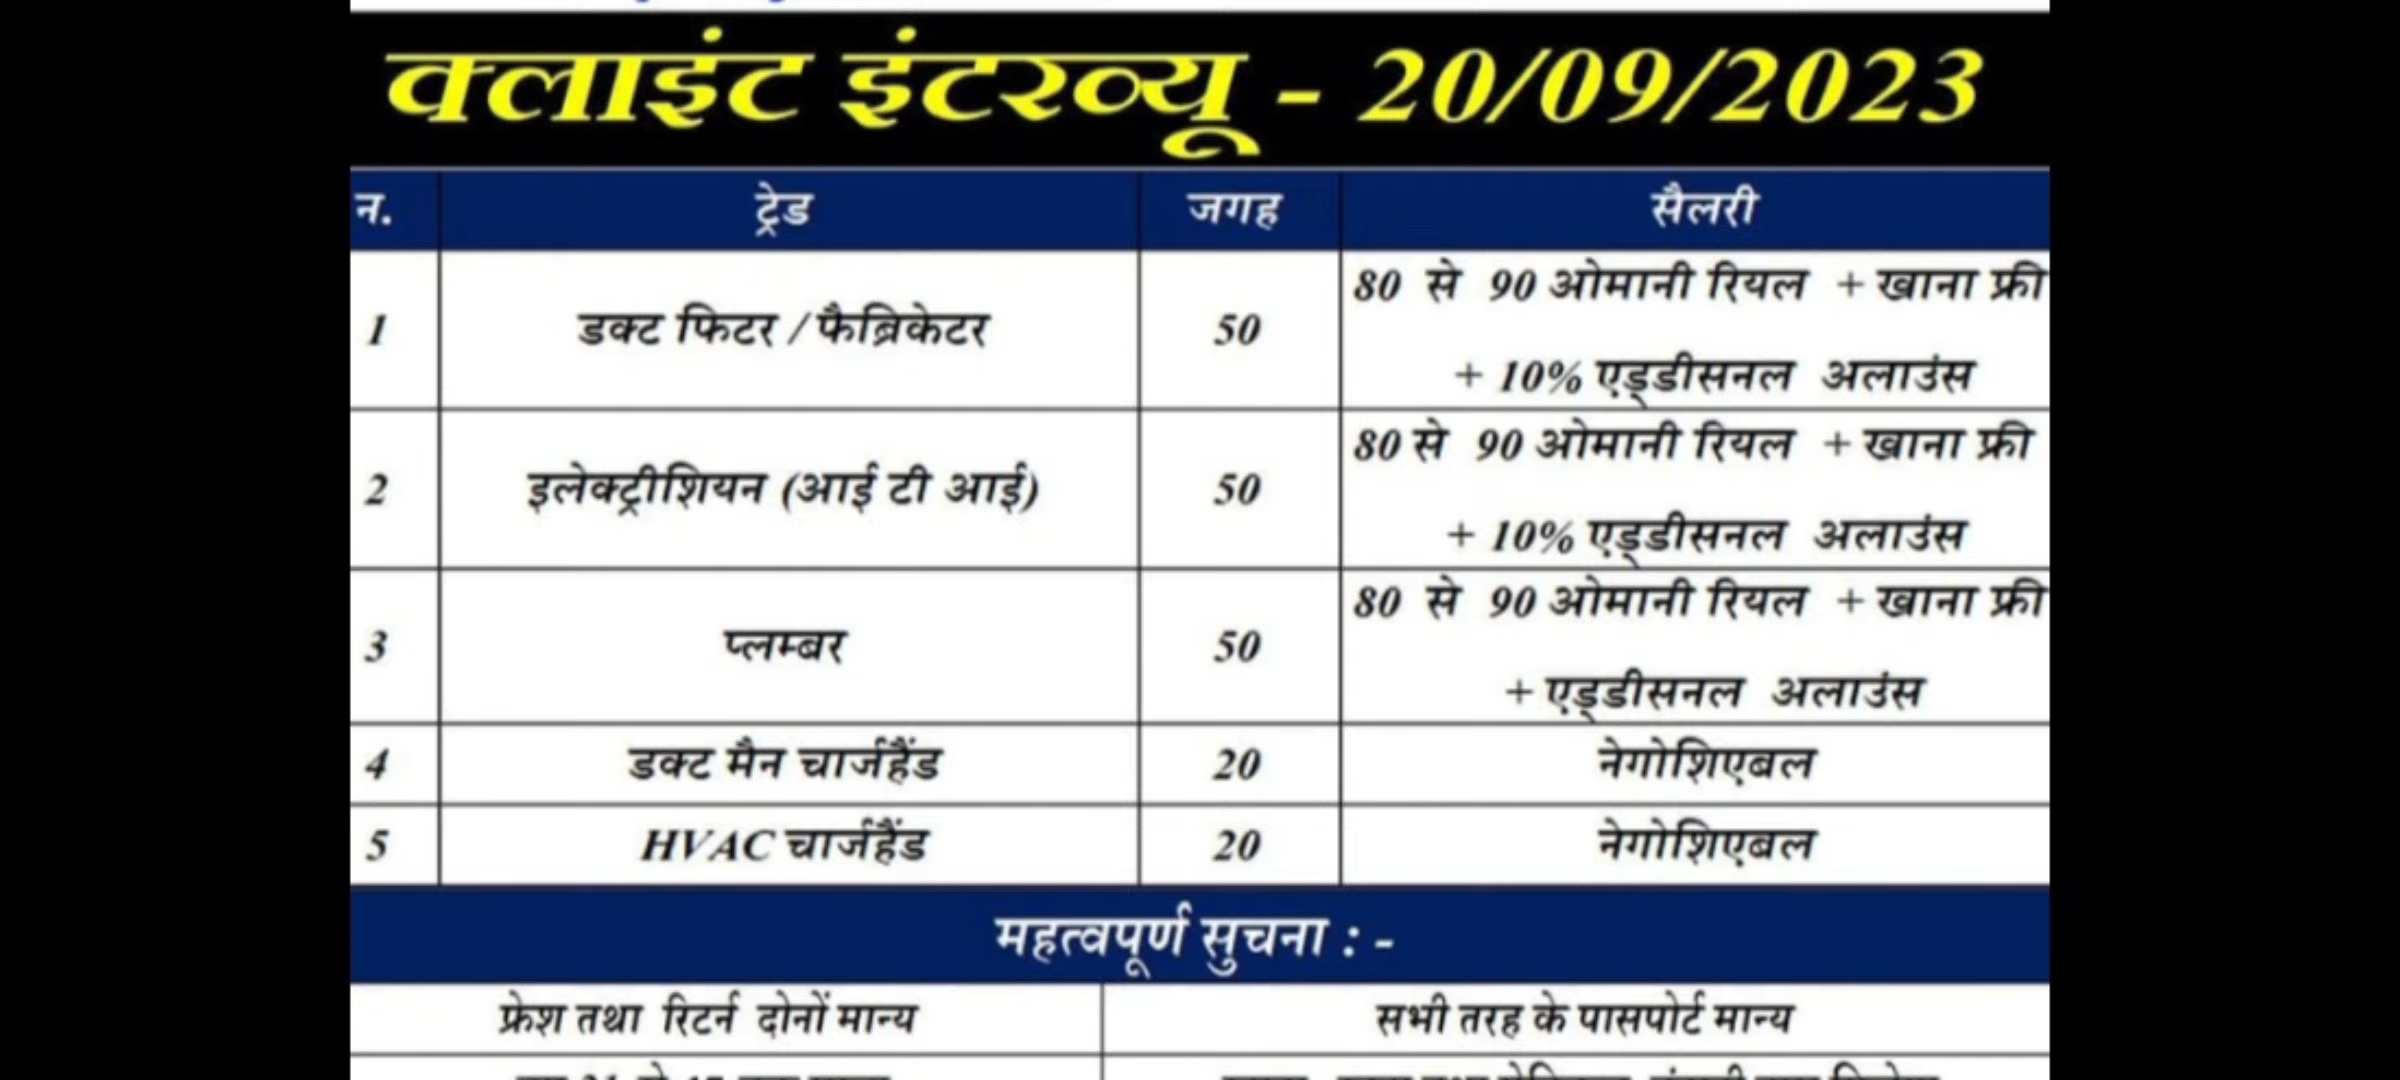 क्लाइंट इंटरव्यू - 20/09/2023
न. ट्रेड जगह सैलरी
1 डक्ट फिटर / फैब्रिकेटर 50 80 से 90 ओमानी रियल + खाना फ्री
+ 10% एड्डीसनल अलाउंस
2 इलेक्ट्रीशियन (आई टी आई) 50 80 से 90 ओमानी रियल + खाना फ्री
+ 10% एड्डीसनल अलाउंस
3 प्लम्बर 50 80 से 90 ओमानी रियल + खाना फ्री
+ एड्डीसनल अलाउंस
4 डक्ट मैन चार्जहैंड 20 नेगोशिएबल
5 HVAC चार्जहैंड 20 नेगोशिएबल
महत्वपूर्ण सुचना : -
फ्रेश तथा रिटर्न दोनों मान्य सभी तरह के पासपोर्ट मान्य